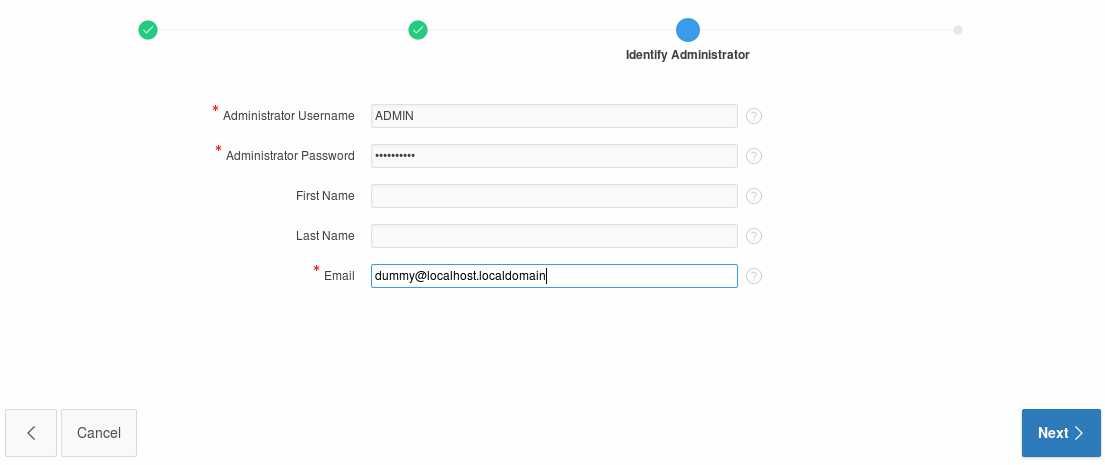 Identify Administrator
* Administrator Username ADMIN ?
* Administrator Password •••••••••• ?
First Name ?
Last Name ?
* Email dummy@localhost.localdomain ?
Cancel
Next